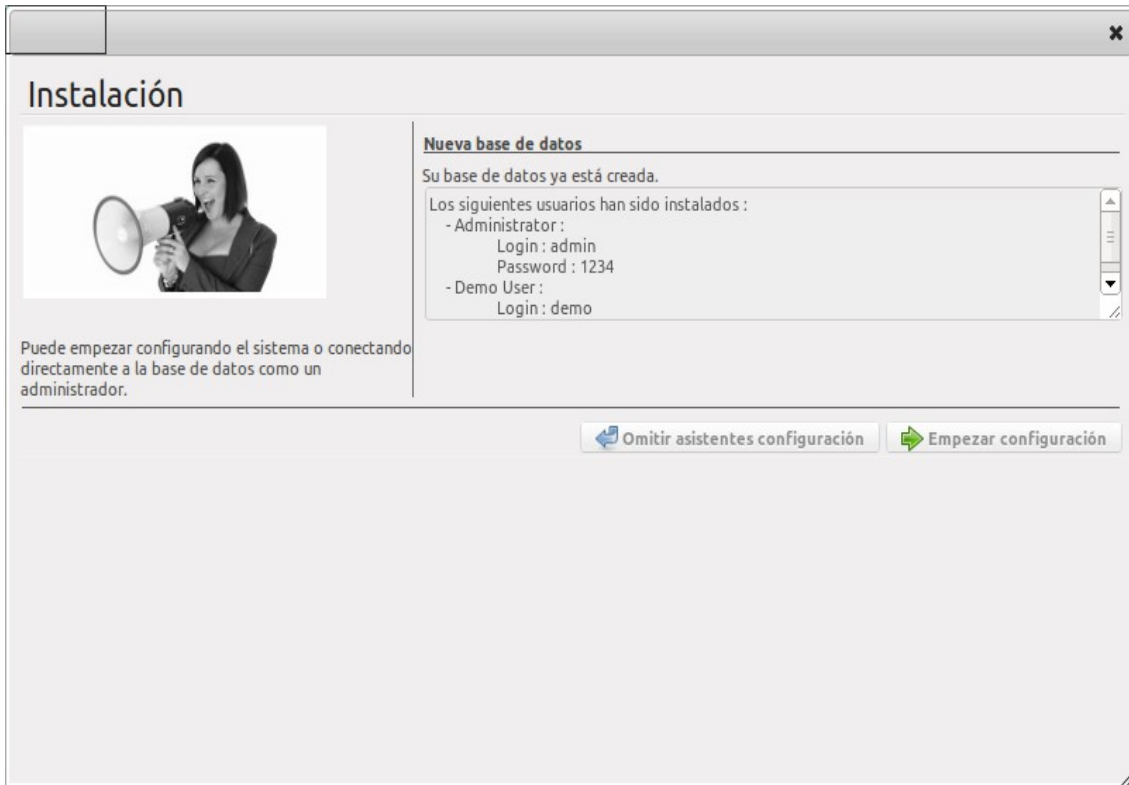 Instalación
Nueva base de datos
Su base de datos ya está creada.
Los siguientes usuarios han sido instalados :
- Administrator :
Login : admin
Password : 1234
- Demo User :
Login : demo
Puede empezar configurando el sistema o conectando
directamente a la base de datos como un
administrador.
Omitir asistentes configuración
Empezar configuración